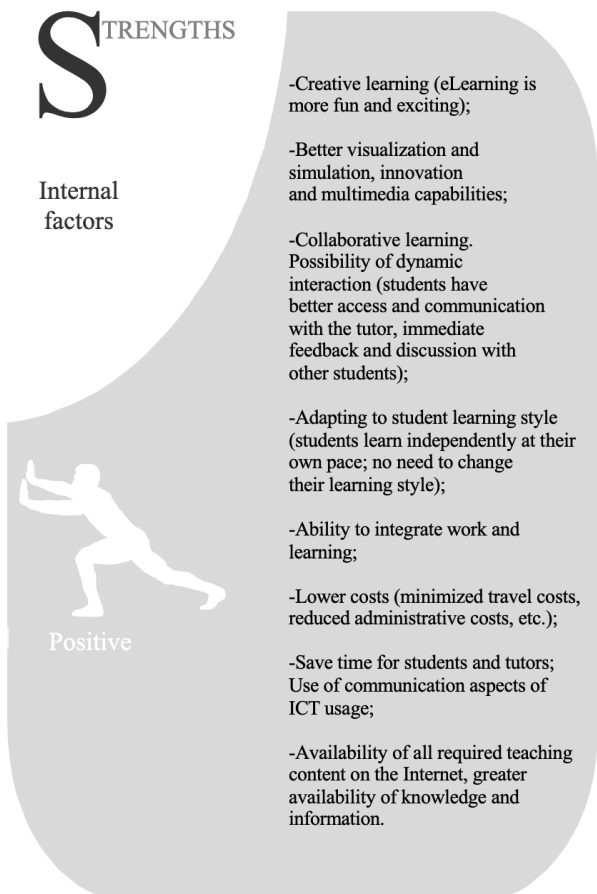 STRENGTHS
Internal
factors
-Creative learning (eLearning is
more fun and exciting);
-Better visualization and
simulation, innovation
and multimedia capabilities;
-Collaborative learning.
Possibility of dynamic
interaction (students have
better access and communication
with the tutor, immediate
feedback and discussion with
other students);
-Adapting to student learning style
(students learn independently at their
own pace; no need to change
their learning style);
-Ability to integrate work and
learning;
-Lower costs (minimized travel costs,
reduced administrative costs, etc.);
-Save time for students and tutors;
Use of communication aspects of
ICT usage;
-Availability of all required teaching
content on the Internet, greater
availability of knowledge and
information.
Positive